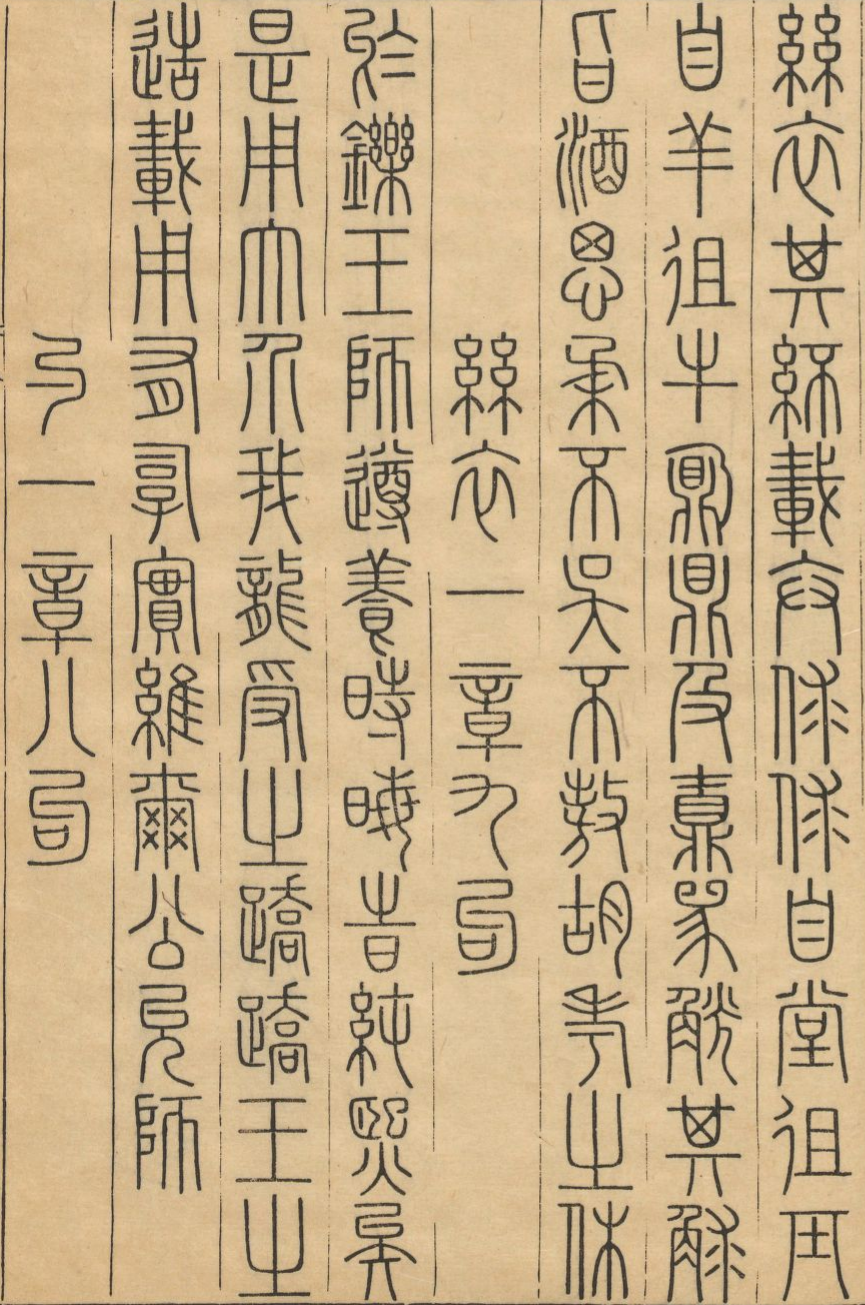 絲衣其紑載弁俅俅自堂徂基
自羊徂牛鼐鼎及鼒兕觥其觩
旨酒思柔不吳不敖胡考之休
絲衣一章九句
於鑠王師遵養時晦時純熙矣
是用大介我龍受之蹻蹻王之
造載用有嗣實維爾公允師
勺一章八句